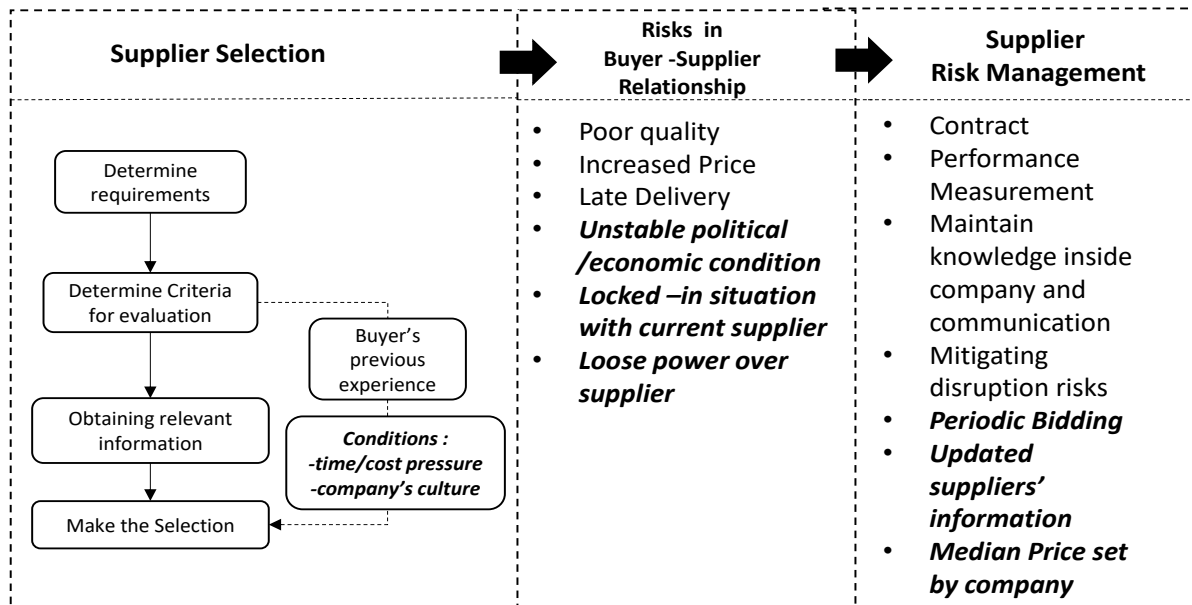 Supplier Selection
Determine
requirements
Determine Criteria
for evaluation
Buyer's
previous
experience
Obtaining relevant
information
Conditions :
-time/cost pressure
-company's culture
Make the Selection
Risks in
Buyer -Supplier
Relationship
• Poor quality
• Increased Price
• Late Delivery
• Unstable political
/economic condition
• Locked –in situation
with current supplier
• Loose power over
supplier
Supplier
Risk Management
• Contract
• Performance
Measurement
• Maintain
knowledge inside
company and
communication
• Mitigating
disruption risks
• Periodic Bidding
• Updated
suppliers'
information
• Median Price set
by company